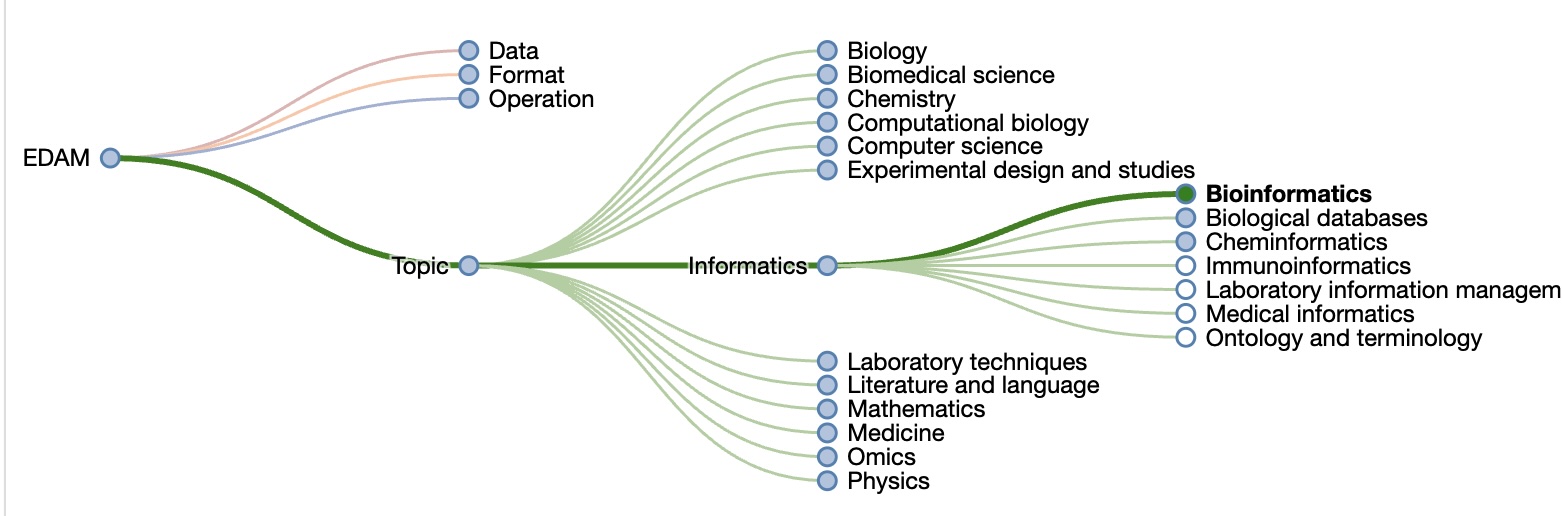 EDAM
Data
Format
Operation
Topic
Biology
Biomedical science
Chemistry
Computational biology
Computer science
Experimental design and studies
Informatics
Bioinformatics
Biological databases
Cheminformatics
Immunoinformatics
Laboratory information managem
Medical informatics
Ontology and terminology
Laboratory techniques
Literature and language
Mathematics
Medicine
Omics
Physics